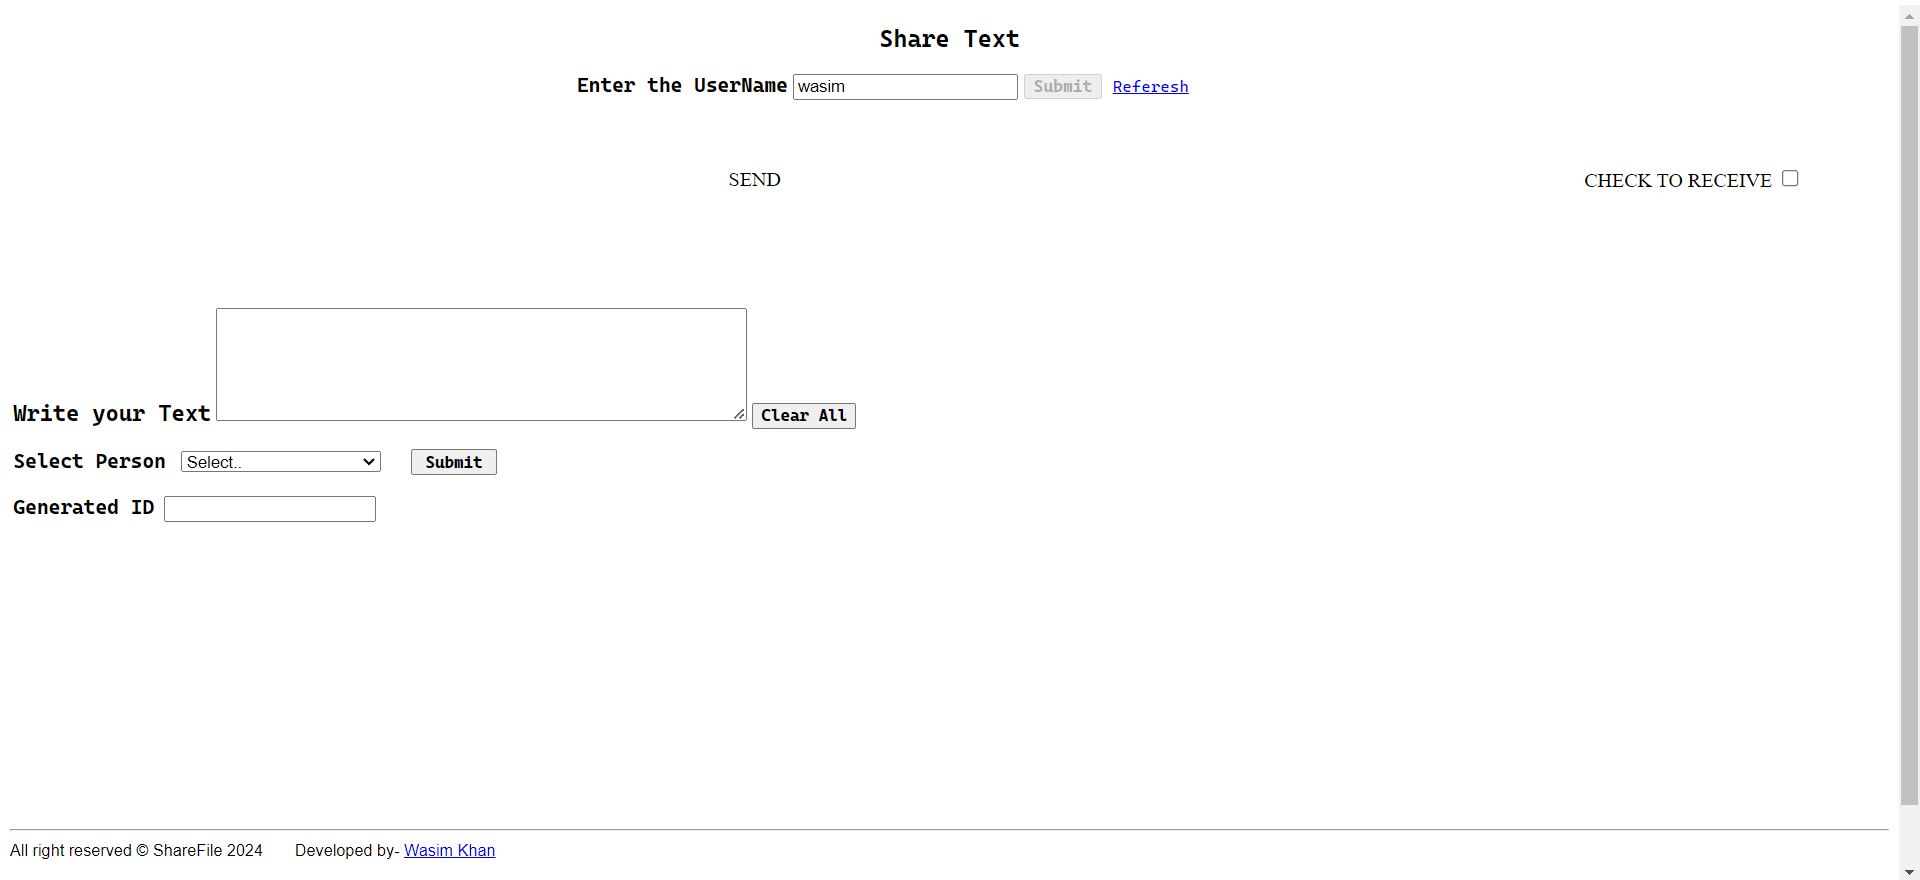 Share Text
Enter the UserName wasim Submit Referesh
SEND CHECK TO RECEIVE
Write your Text Clear All
Select Person Select.. Submit
Generated ID
All right reserved © ShareFile 2024 Developed by- Wasim Khan